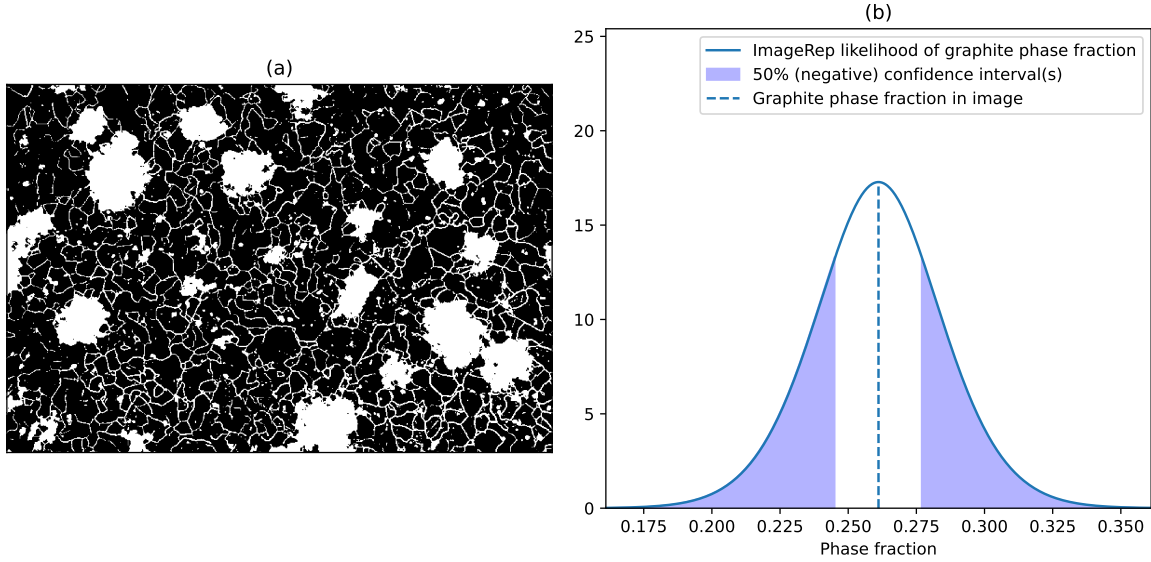 (a)
(b)
ImageRep likelihood of graphite phase fraction
50% (negative) confidence interval(s)
Graphite phase fraction in image
25
20
15
10
5
0
0.175 0.200 0.225 0.250 0.275 0.300 0.325 0.350
Phase fraction